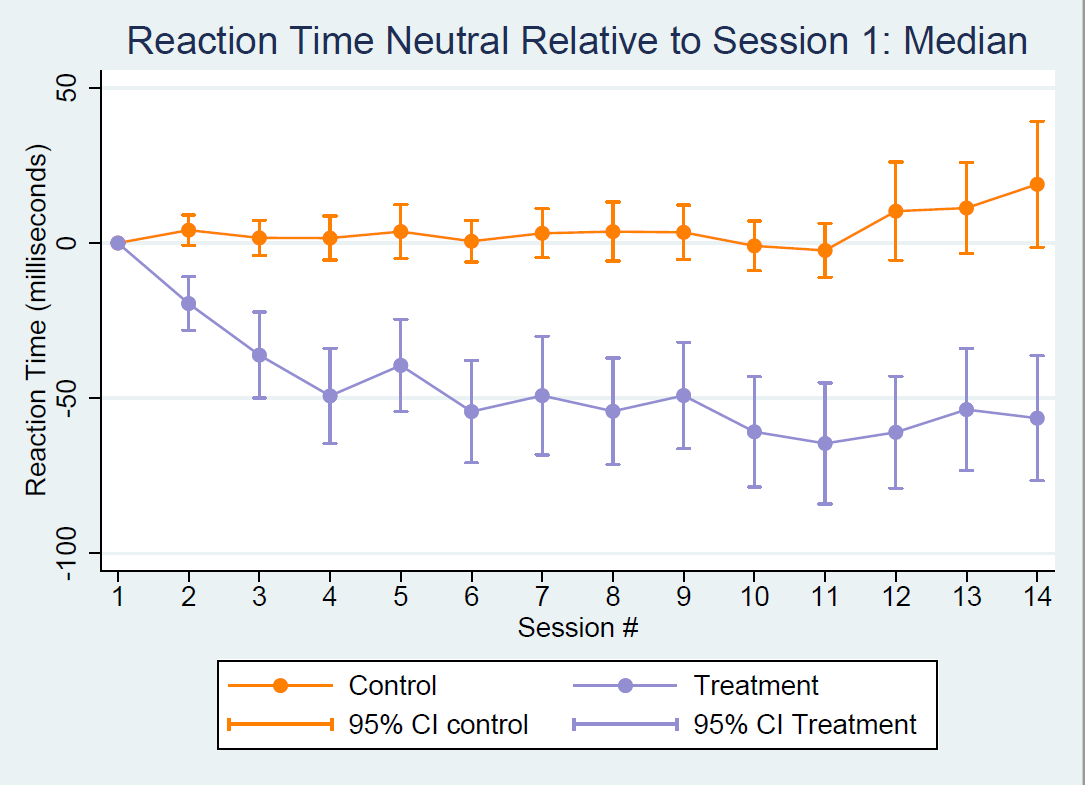 Reaction Time Neutral Relative to Session 1: Median
Reaction Time (milliseconds)
50
0
-50
-100
1 2 3 4 5 6 7 8 9 10 11 12 13 14
Session #
Control Treatment
95% CI control 95% CI Treatment